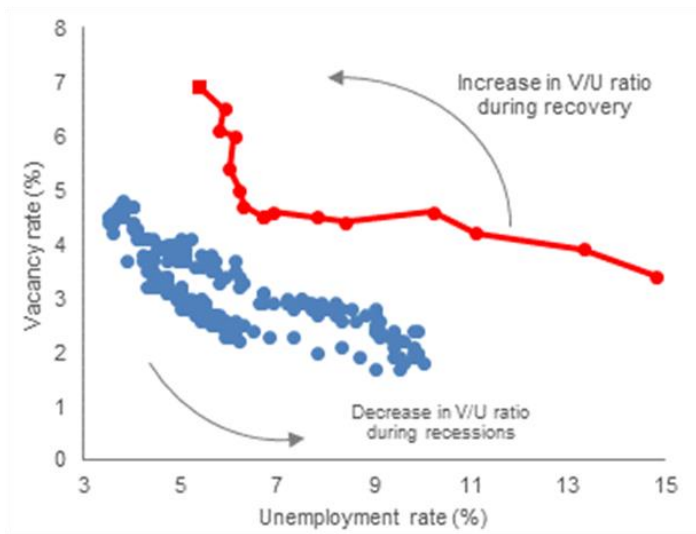 8
7
6
5
4
3
2
1
0
Vacancy rate (%)
Increase in V/U ratio
during recovery
Decrease in V/U ratio
during recessions
3 5 7 9 11 13 15
Unemployment rate (%)